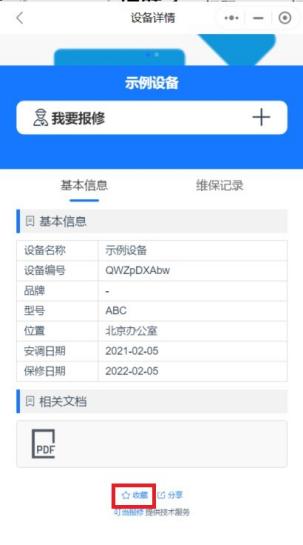 设备详情
示例设备
我要报修
基本信息 维保记录
基本信息
设备名称 示例设备
设备编号 QWZpDXAbw
品牌 -
型号 ABC
位置 北京办公室
安调日期 2021-02-05
保修日期 2022-02-05
相关文档
PDF
收藏 分享
叮当报修 提供技术服务